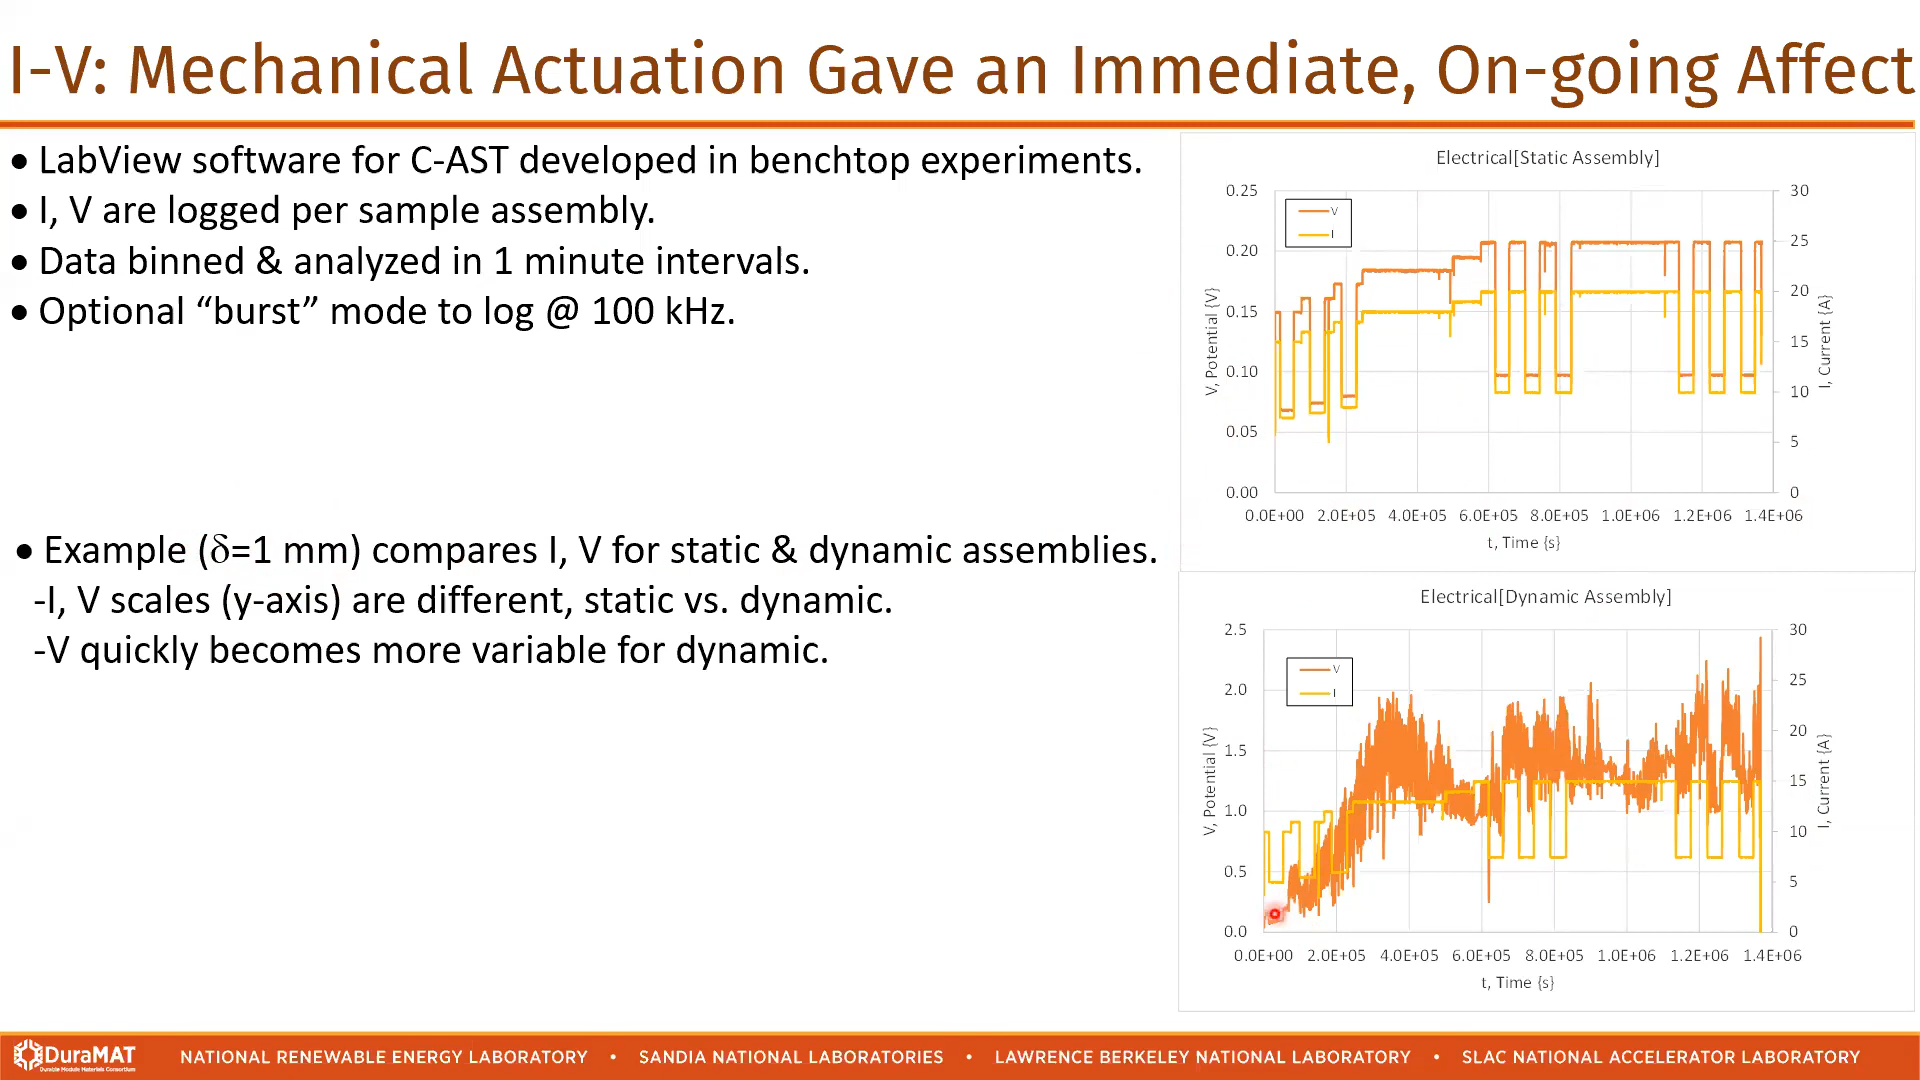 I-V: Mechanical Actuation Gave an Immediate, On-going Affect
• LabView software for C-AST developed in benchtop experiments.
• I, V are logged per sample assembly.
• Data binned & analyzed in 1 minute intervals.
• Optional “burst” mode to log @ 100 kHz.
• Example (δ=1 mm) compares I, V for static & dynamic assemblies.
-I, V scales (y-axis) are different, static vs. dynamic.
-V quickly becomes more variable for dynamic.
Electrical[Static Assembly]
V
I
0.25
0.20
0.15
0.10
0.05
0.00
V, Potential {V}
30
25
20
15
10
5
0
I, Current {A}
0.0E+00 2.0E+05 4.0E+05 6.0E+05 8.0E+05 1.0E+06 1.2E+06 1.4E+06
t, Time {s}
Electrical[Dynamic Assembly]
V
I
2.5
2.0
1.5
1.0
0.5
0.0
V, Potential {V}
30
25
20
15
10
5
0
I, Current {A}
0.0E+00 2.0E+05 4.0E+05 6.0E+05 8.0E+05 1.0E+06 1.2E+06 1.4E+06
t, Time {s}
DuraMAT
Durable Module Materials Consortium
NATIONAL RENEWABLE ENERGY LABORATORY • SANDIA NATIONAL LABORATORIES • LAWRENCE BERKELEY NATIONAL LABORATORY • SLAC NATIONAL ACCELERATOR LABORATORY